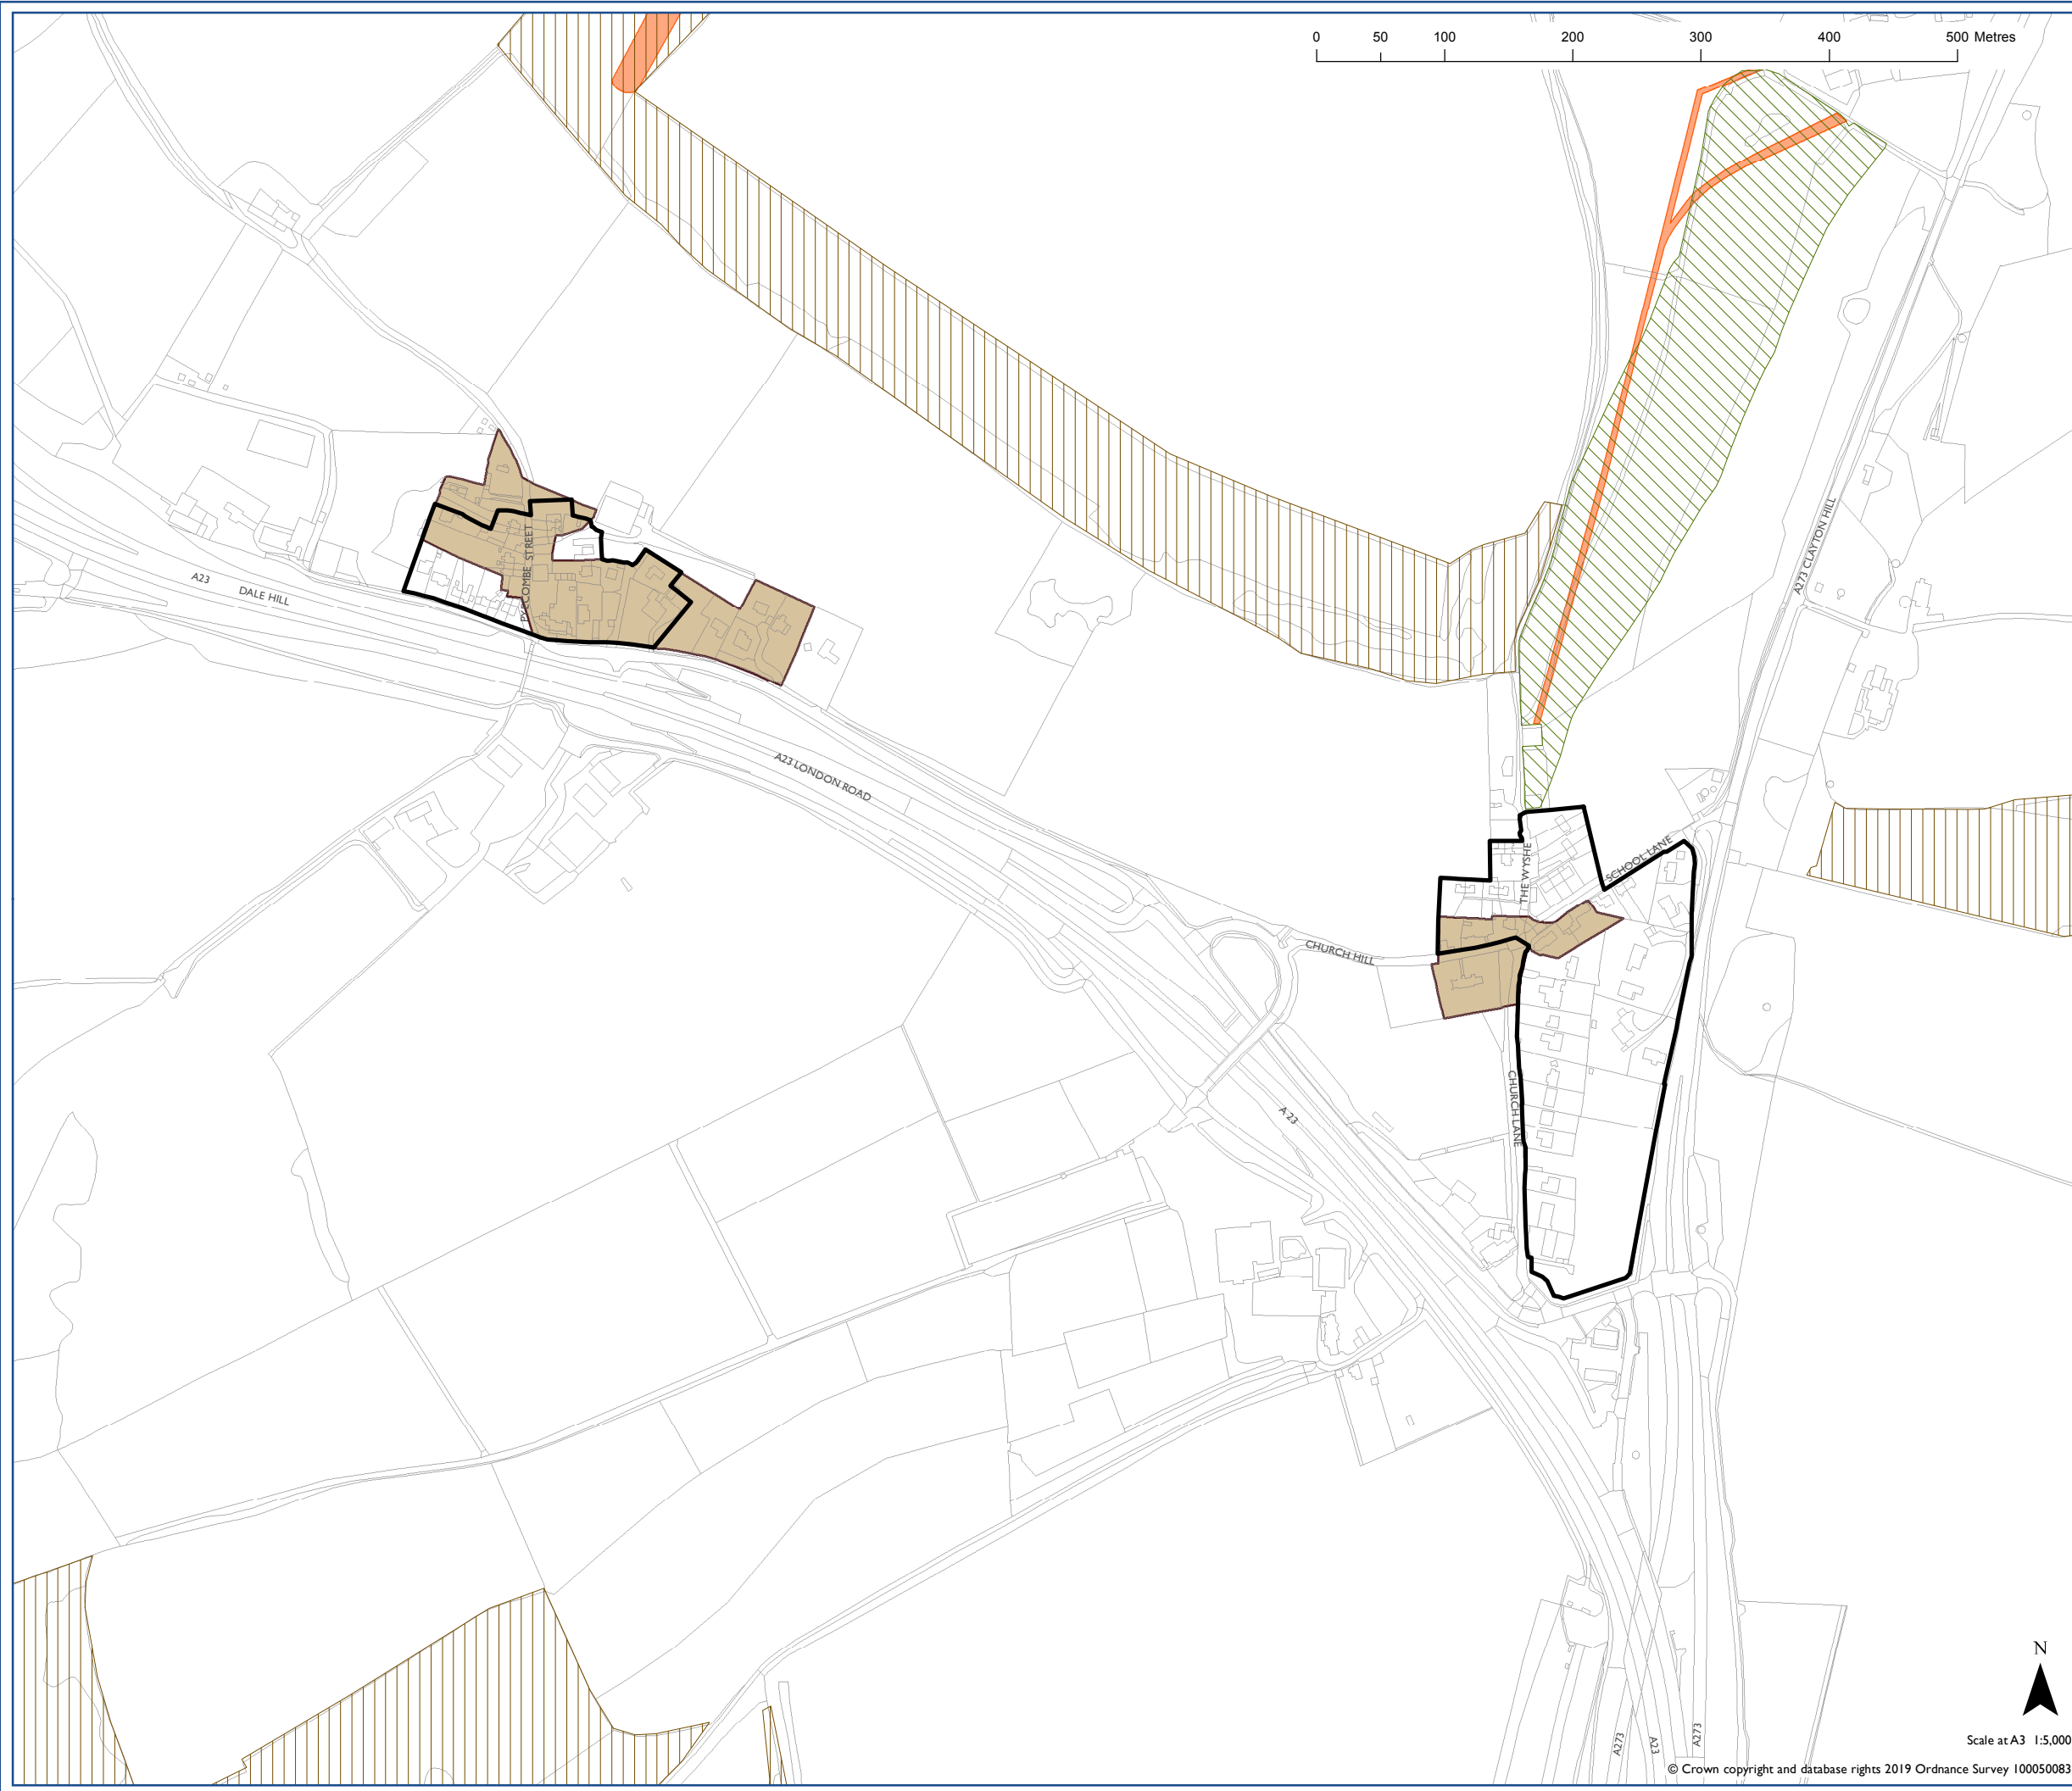 0 50 100 200 300 400 500 Metres
A273 CLAYTON HILL
PYECOMBE STREET
A23
DALE HILL
A23 LONDON ROAD
THE WYSHE
SCHOOL LANE
CHURCH HILL
CHURCH LANE
A 23
N
A273
A23
A273
Scale at A3 1:5,000
© Crown copyright and database rights 2019 Ordnance Survey 100050083